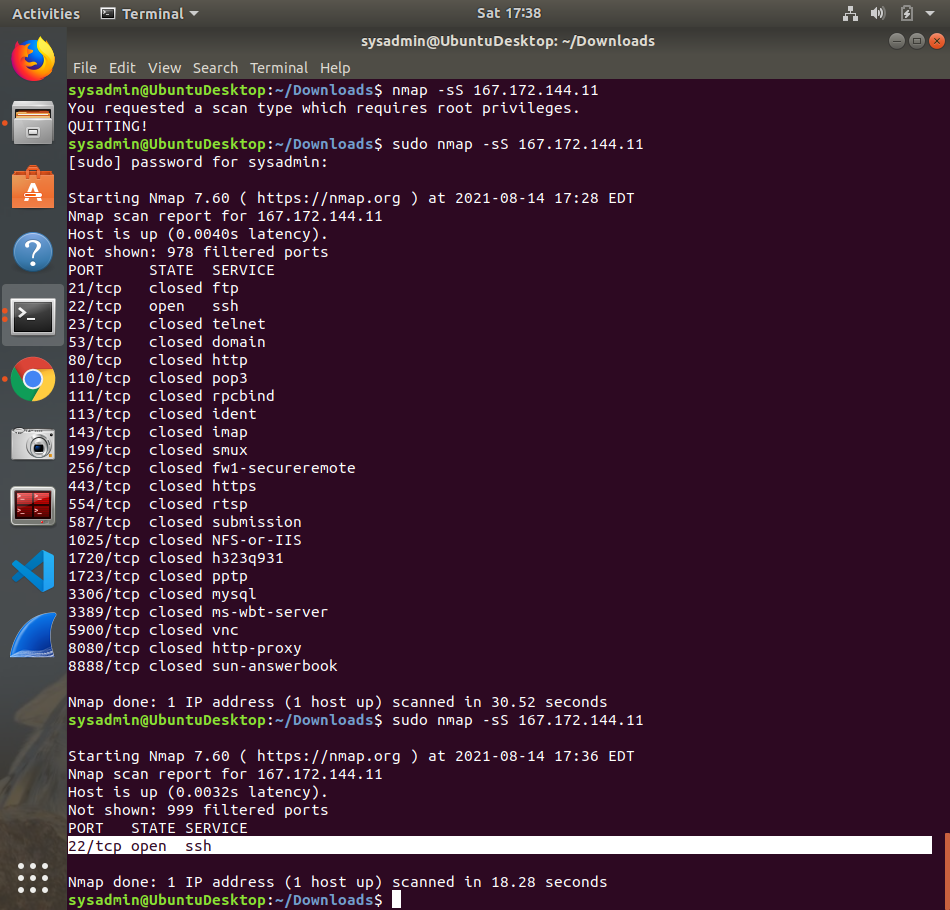 Activities Terminal Sat 17:38
sysadmin@UbuntuDesktop: ~/Downloads
File Edit View Search Terminal Help
sysadmin@UbuntuDesktop:~/Downloads$ nmap -sS 167.172.144.11
You requested a scan type which requires root privileges.
QUITTING!
sysadmin@UbuntuDesktop:~/Downloads$ sudo nmap -sS 167.172.144.11
[sudo] password for sysadmin:
Starting Nmap 7.60 ( https://nmap.org ) at 2021-08-14 17:28 EDT
Nmap scan report for 167.172.144.11
Host is up (0.0040s latency).
Not shown: 978 filtered ports
PORT     STATE  SERVICE
21/tcp   closed ftp
22/tcp   open   ssh
23/tcp   closed telnet
53/tcp   closed domain
80/tcp   closed http
110/tcp  closed pop3
111/tcp  closed rpcbind
113/tcp  closed ident
143/tcp  closed imap
199/tcp  closed smux
256/tcp  closed fw1-secureremote
443/tcp  closed https
554/tcp  closed rtsp
587/tcp  closed submission
1025/tcp closed NFS-or-IIS
1720/tcp closed h323q931
1723/tcp closed pptp
3306/tcp closed mysql
3389/tcp closed ms-wbt-server
5900/tcp closed vnc
8080/tcp closed http-proxy
8888/tcp closed sun-answerbook
Nmap done: 1 IP address (1 host up) scanned in 30.52 seconds
sysadmin@UbuntuDesktop:~/Downloads$ sudo nmap -sS 167.172.144.11
Starting Nmap 7.60 ( https://nmap.org ) at 2021-08-14 17:36 EDT
Nmap scan report for 167.172.144.11
Host is up (0.0032s latency).
Not shown: 999 filtered ports
PORT   STATE SERVICE
22/tcp open  ssh
Nmap done: 1 IP address (1 host up) scanned in 18.28 seconds
sysadmin@UbuntuDesktop:~/Downloads$